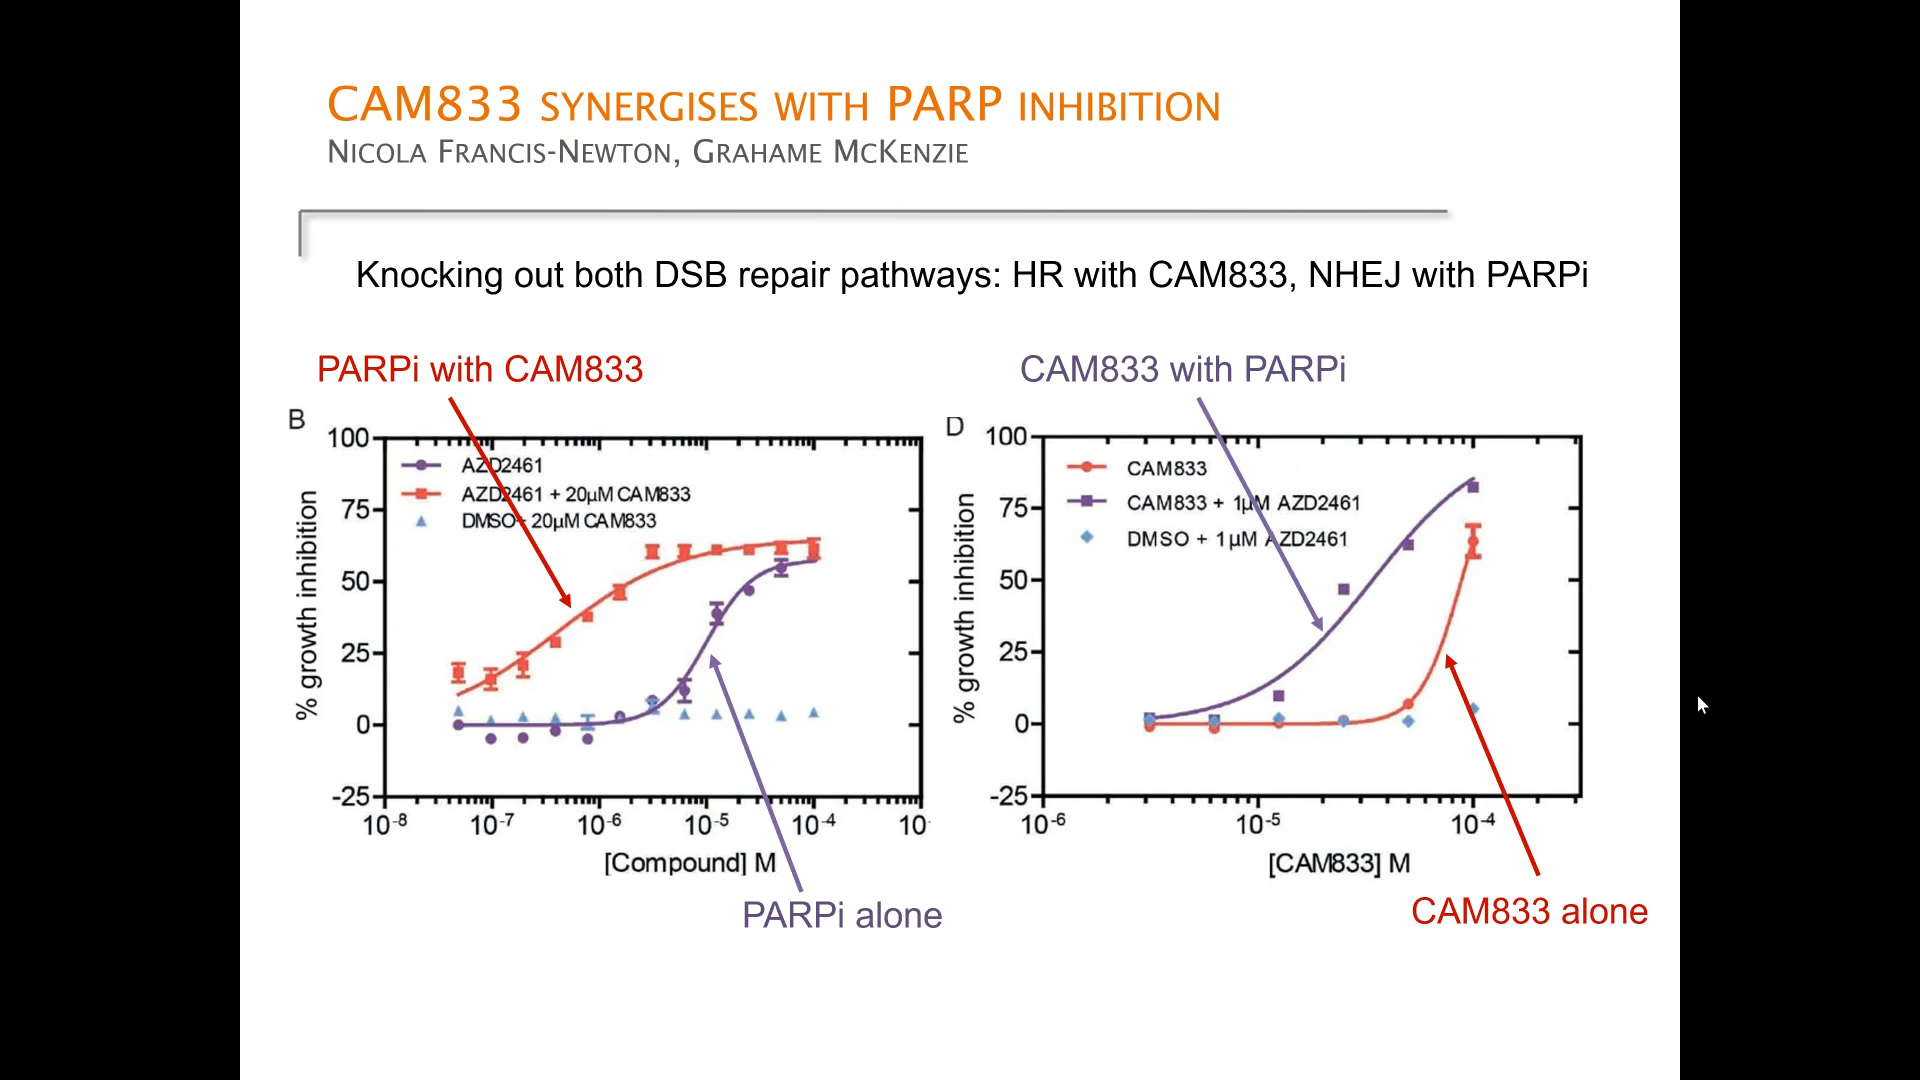 CAM833 SYNERGISES WITH PARP INHIBITION
NICOLA FRANCIS-NEWTON, GRAHAME MCKENZIE
Knocking out both DSB repair pathways: HR with CAM833, NHEJ with PARPi
PARPi with CAM833
CAM833 with PARPi
B
100
75
50
25
0
-25
% growth inhibition
AZD2461
AZD2461 + 20µM CAM833
DMSO+ 20µM CAM833
10-8
10-7
10-6
10-5
10-4
10-
[Compound] M
PARPi alone
D
100
75
50
25
0
-25
% growth inhibition
CAM833
CAM833 + 1µM AZD2461
DMSO + 1µM AZD2461
10-6
10-5
10-4
[CAM833] M
CAM833 alone